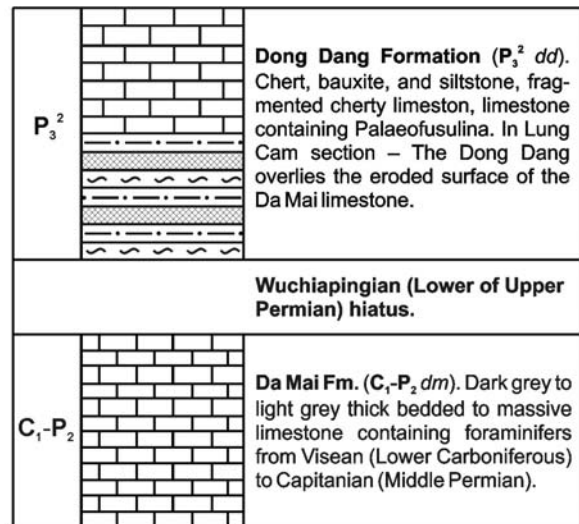 P₃²
Dong Dang Formation (P₃² dd).
Chert, bauxite, and siltstone, frag-
mented cherty limeston, limestone
containing Palaeofusulina. In Lung
Cam section – The Dong Dang
overlies the eroded surface of the
Da Mai limestone.
Wuchiapingian (Lower of Upper
Permian) hiatus.
C₁-P₂
Da Mai Fm. (C₁-P₂ dm). Dark grey to
light grey thick bedded to massive
limestone containing foraminifers
from Visean (Lower Carboniferous)
to Capitanian (Middle Permian).